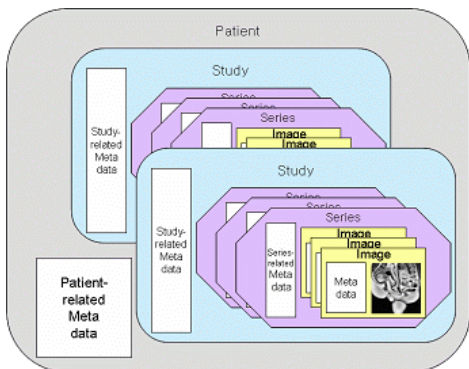 Patient
Study
Series
Series
Series
Image
Image
Study-
related
Meta
data
Study
Series
Series
Series
Image
Image
Image
Study-
related
Meta
data
Series-
related
Meta
data
Meta
data
Patient-
related
Meta
data